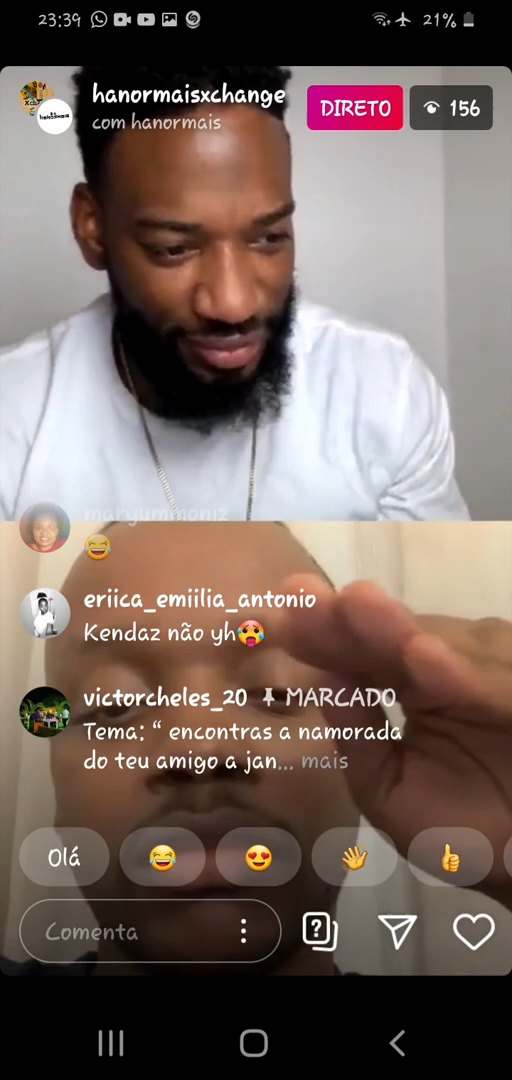 23:39
21%
hanormaisxchange
com hanormais
DIRETO
156
maryummoniz
😂
eriica_emiilia_antonio
Kendaz não yh🥵
victorcheles_20 MARCADO
Tema: “ encontras a namorada
do teu amigo a jan... mais
Olá 😂 😍 👋 👍
Comenta